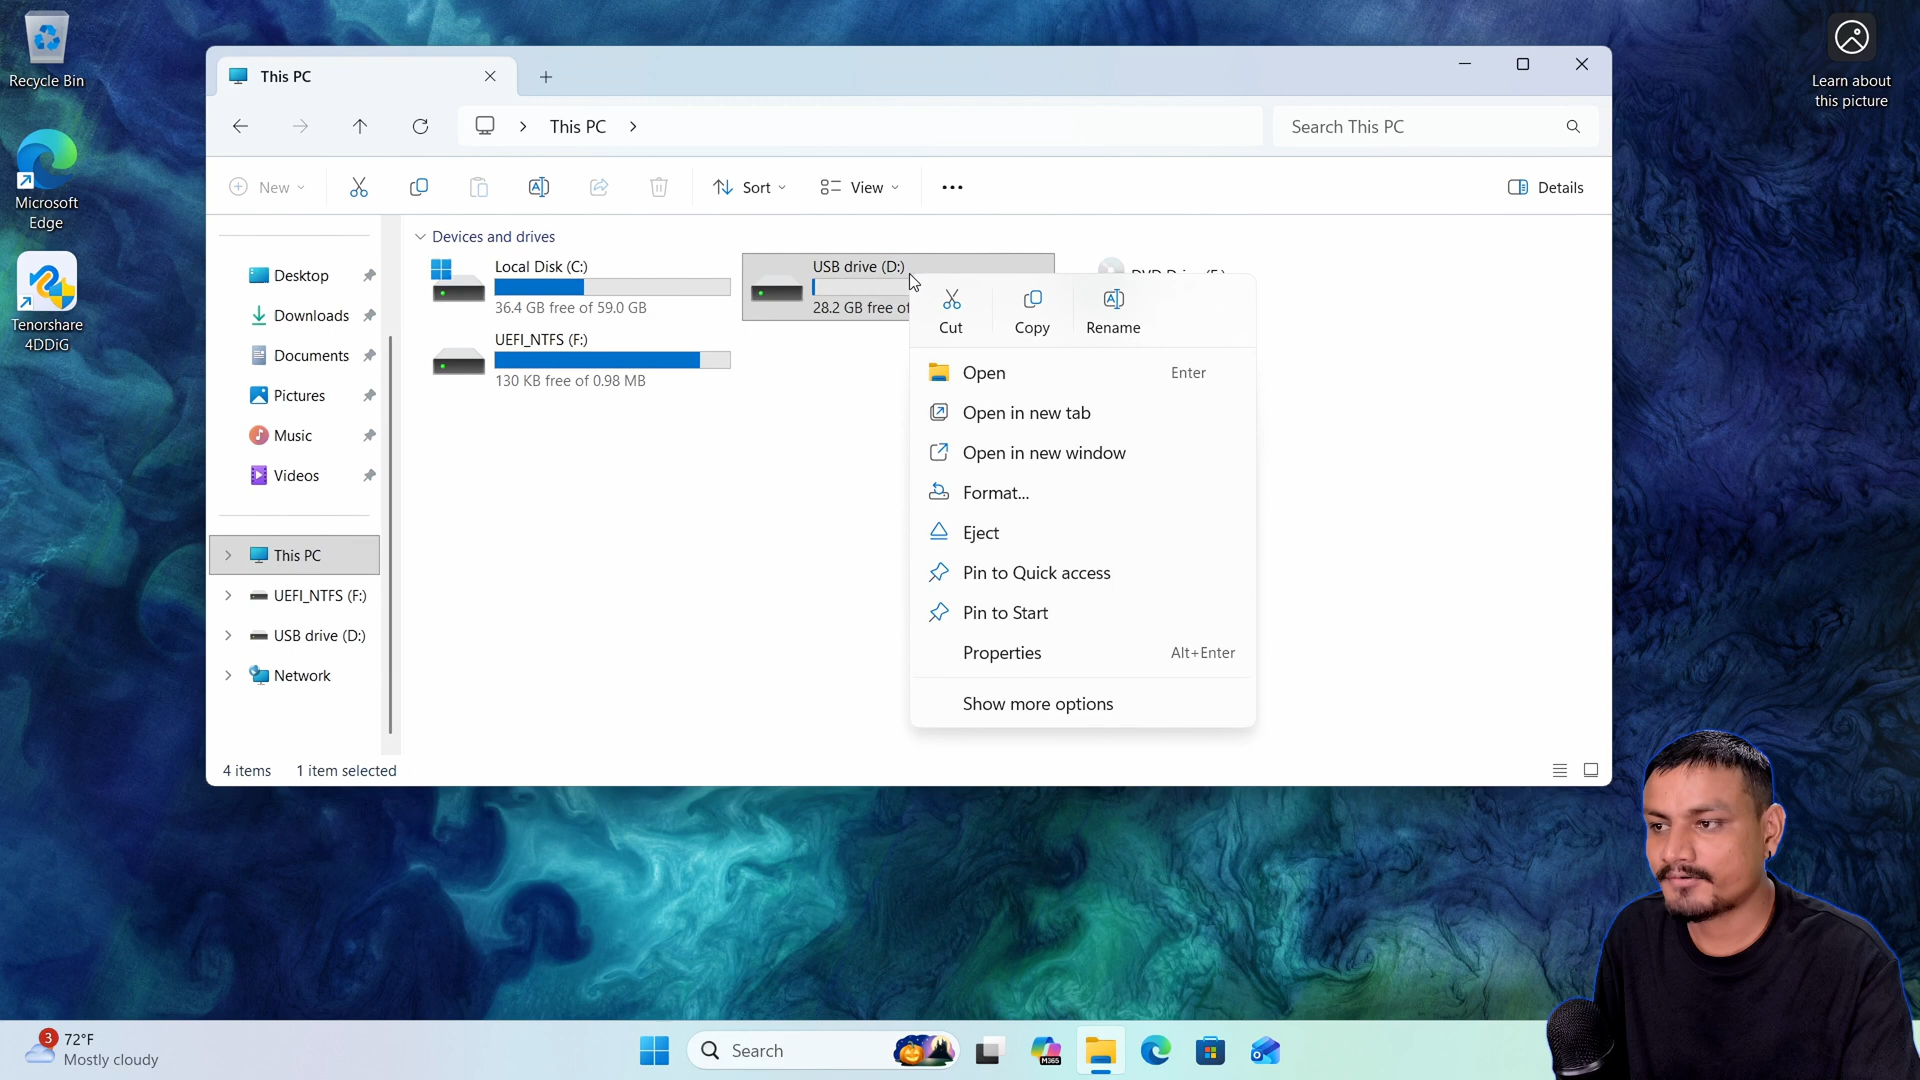 Recycle Bin
Microsoft
Edge
Tenorshare
4DDiG
Learn about
this picture
This PC
This PC
Search This PC
New
Sort
View
Details
Desktop
Downloads
Documents
Pictures
Music
Videos
This PC
UEFI_NTFS (F:)
USB drive (D:)
Network
Devices and drives
Local Disk (C:)
36.4 GB free of 59.0 GB
USB drive (D:)
28.2 GB free of
UEFI_NTFS (F:)
130 KB free of 0.98 MB
Cut
Copy
Rename
Open Enter
Open in new tab
Open in new window
Format...
Eject
Pin to Quick access
Pin to Start
Properties Alt+Enter
Show more options
4 items 1 item selected
3
72°F
Mostly cloudy
Search
M365